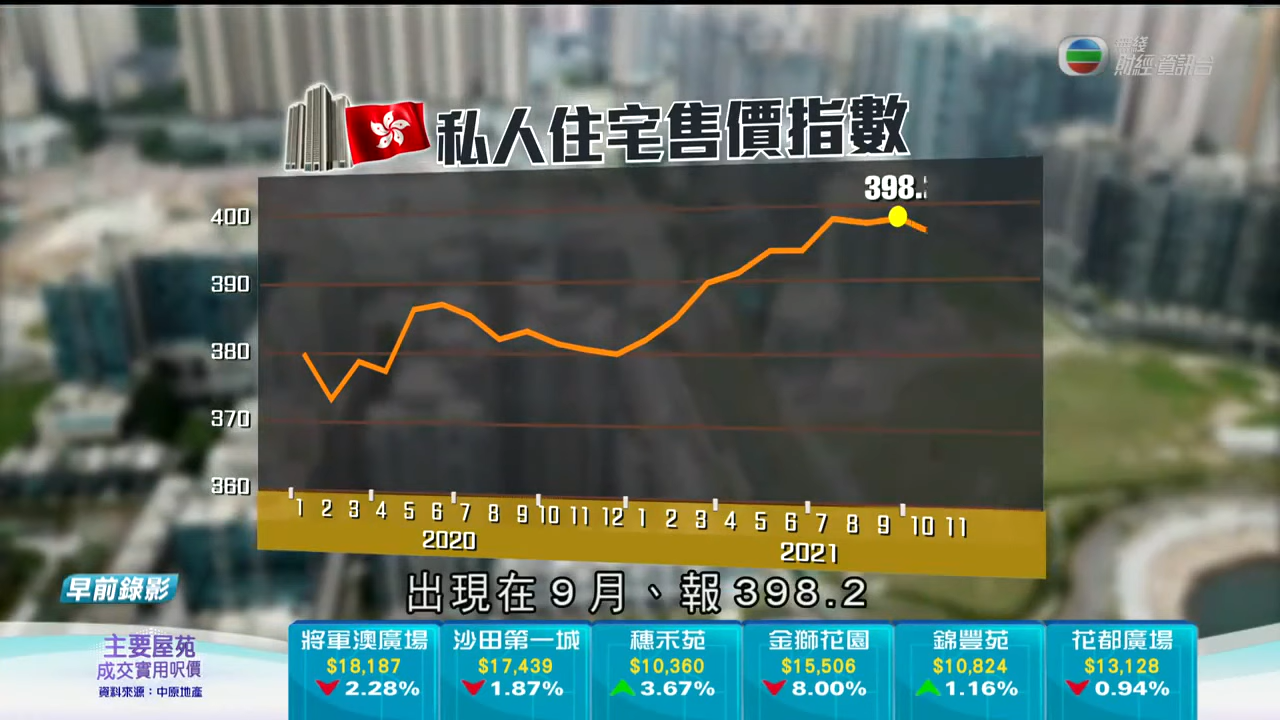 無綫
財經·資訊台
私人住宅售價指數
398.
400
390
380
370
360
1 2 3 4 5 6 7 8 9 10 11 12 1 2 3 4 5 6 7 8 9 10 11
2020 2021
出現在9月、報398.2
早前錄影
主要屋苑
成交實用呎價
資料來源：中原地產
將軍澳廣場
$18,187
2.28%
沙田第一城
$17,439
1.87%
穗禾苑
$10,360
3.67%
金獅花園
$15,506
8.00%
錦豐苑
$10,824
1.16%
花都廣場
$13,128
0.94%